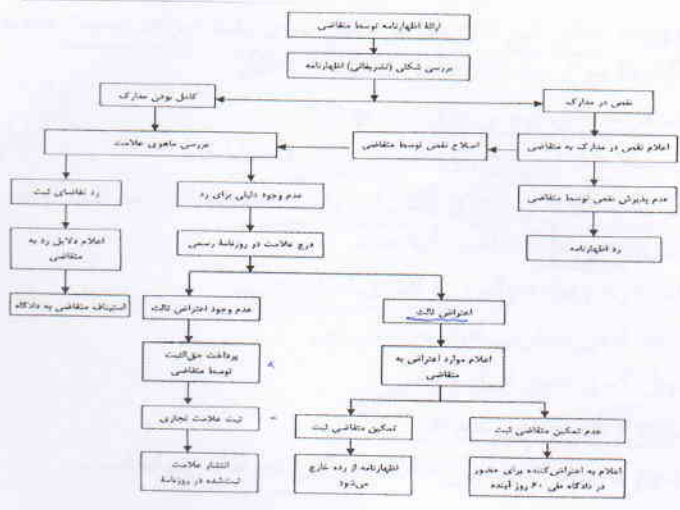 ارائهٔ اظهارنامه توسط متقاضی
بررسی شکلی (تشریفاتی) اظهارنامه
نقص در مدارک
کامل بودن مدارک
اعلام نقص در مدارک به متقاضی
اصلاح نقص توسط متقاضی
بررسی ماهوی علامت
عدم پذیرش نقص توسط متقاضی
عدم وجود دلیلی برای رد
رد تقاضای ثبت
رد اظهارنامه
درج علامت در روزنامهٔ رسمی
اعلام دلایل رد به
متقاضی
اعتراض ثالث
عدم وجود اعتراض ثالث
استیناف متقاضی به دادگاه
اعلام موارد اعتراض به
متقاضی
پرداخت حق‌الثبت
توسط متقاضی
عدم تمکین متقاضی ثبت
تمکین متقاضی ثبت
ثبت علامت تجاری
اعلام به اعتراض‌کننده برای حضور
در دادگاه طی ۶۰ روز آینده
اظهارنامه از رده خارج
می‌شود
انتشار علامت
ثبت‌شده در روزنامهٔ